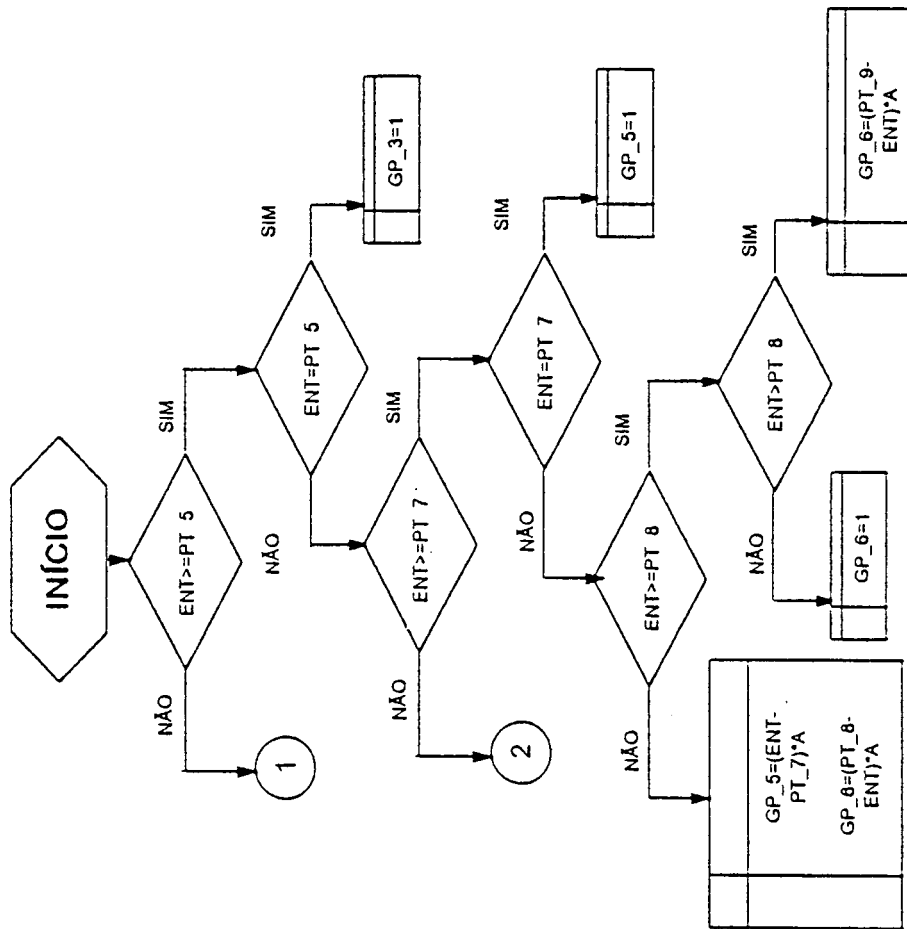 INÍCIO
ENT>=PT 5
NÃO
SIM
1
ENT=PT 5
NÃO
SIM
GP_3=1
ENT>=PT 7
NÃO
SIM
2
ENT=PT 7
NÃO
SIM
GP_5=1
ENT>=PT 8
NÃO
SIM
GP_5=(ENT-
PT_7)*A
GP_8=(PT_8-
ENT)*A
ENT>PT 8
NÃO
SIM
GP_6=1
GP_6=(PT_9-
ENT)*A